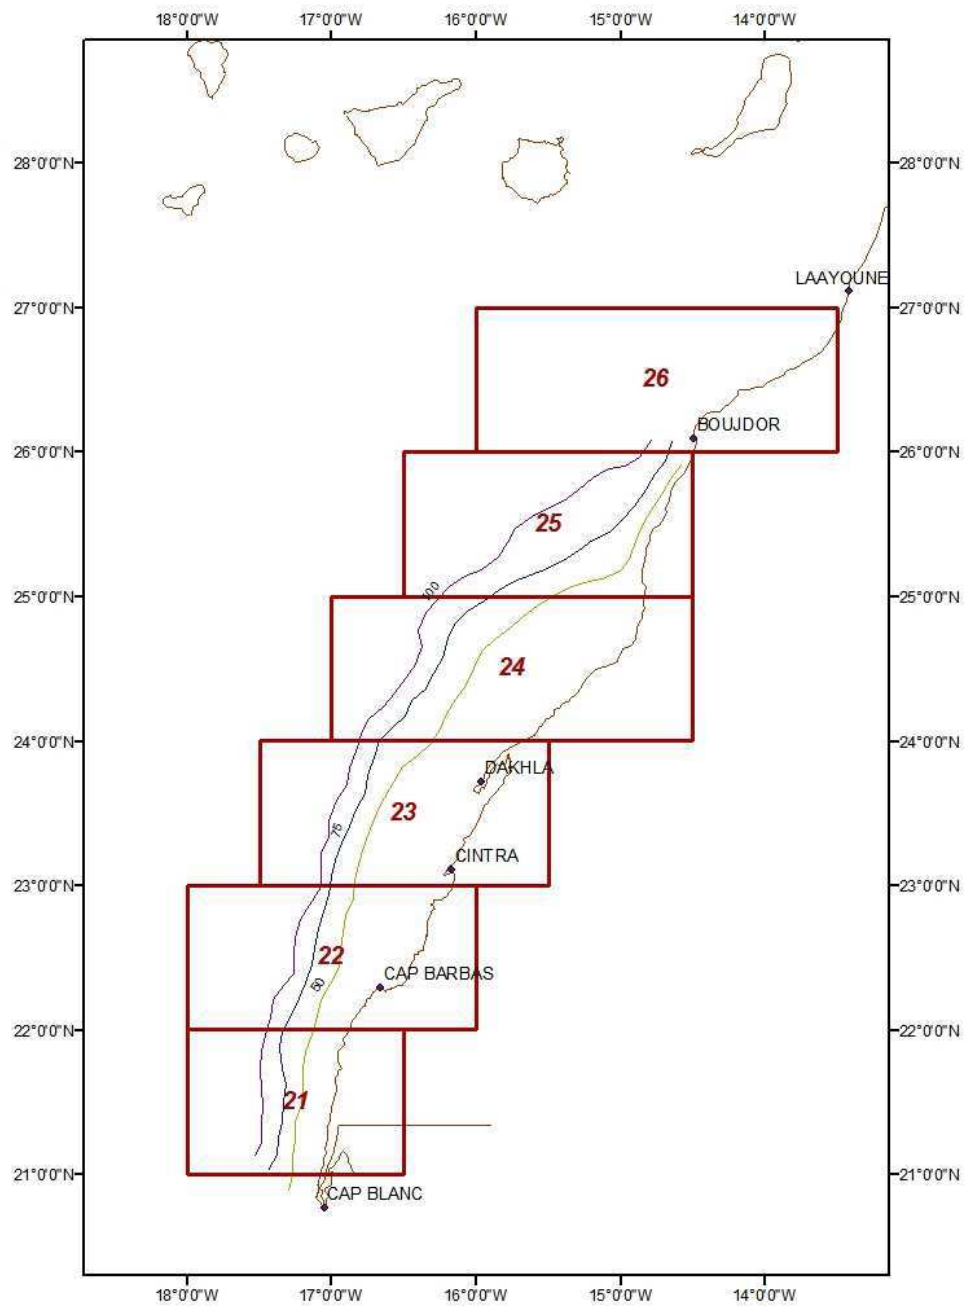 18°0'0"W 17°0'0"W 16°0'0"W 15°0'0"W 14°0'0"W
28°0'0"N 28°0'0"N
LAAYOUNE
27°0'0"N 27°0'0"N
26
BOUJDOR
26°0'0"N 26°0'0"N
25
100
25°0'0"N 25°0'0"N
24
24°0'0"N 24°0'0"N
DAKHLA
23
75
CINTRA
23°0'0"N 23°0'0"N
22
CAP BARBAS
50
22°0'0"N 22°0'0"N
21
21°0'0"N 21°0'0"N
CAP BLANC
18°0'0"W 17°0'0"W 16°0'0"W 15°0'0"W 14°0'0"W